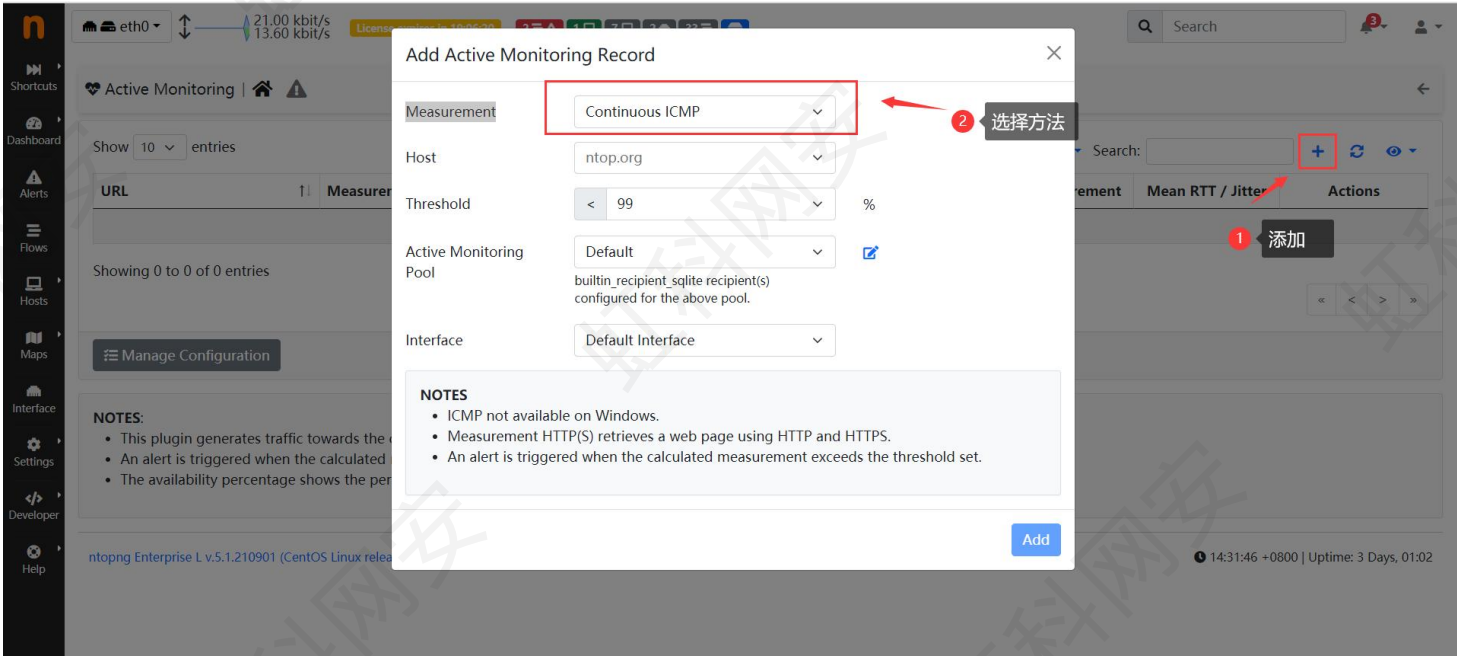 n
eth0
21.00 kbit/s
13.60 kbit/s
Search
3
Shortcuts
Dashboard
Alerts
Flows
Hosts
Maps
Interface
Settings
Developer
Help
Active Monitoring |
Show 10 entries
Search:
URL
Mean RTT / Jitter
Actions
Showing 0 to 0 of 0 entries
« < > »
Manage Configuration
NOTES:
• This plugin generates traffic towards the
• An alert is triggered when the calculated
• The availability percentage shows the
ntopng Enterprise L v.5.1.210901 (CentOS Linux
14:31:46 +0800 | Uptime: 3 Days, 01:02
Add Active Monitoring Record
Measurement
Continuous ICMP
Host
ntop.org
Threshold
< 99 %
Active Monitoring
Pool
Default
builtin_recipient_sqlite recipient(s)
configured for the above pool.
Interface
Default Interface
NOTES
• ICMP not available on Windows.
• Measurement HTTP(S) retrieves a web page using HTTP and HTTPS.
• An alert is triggered when the calculated measurement exceeds the threshold set.
Add
1 添加
2 选择方法
虹科网安